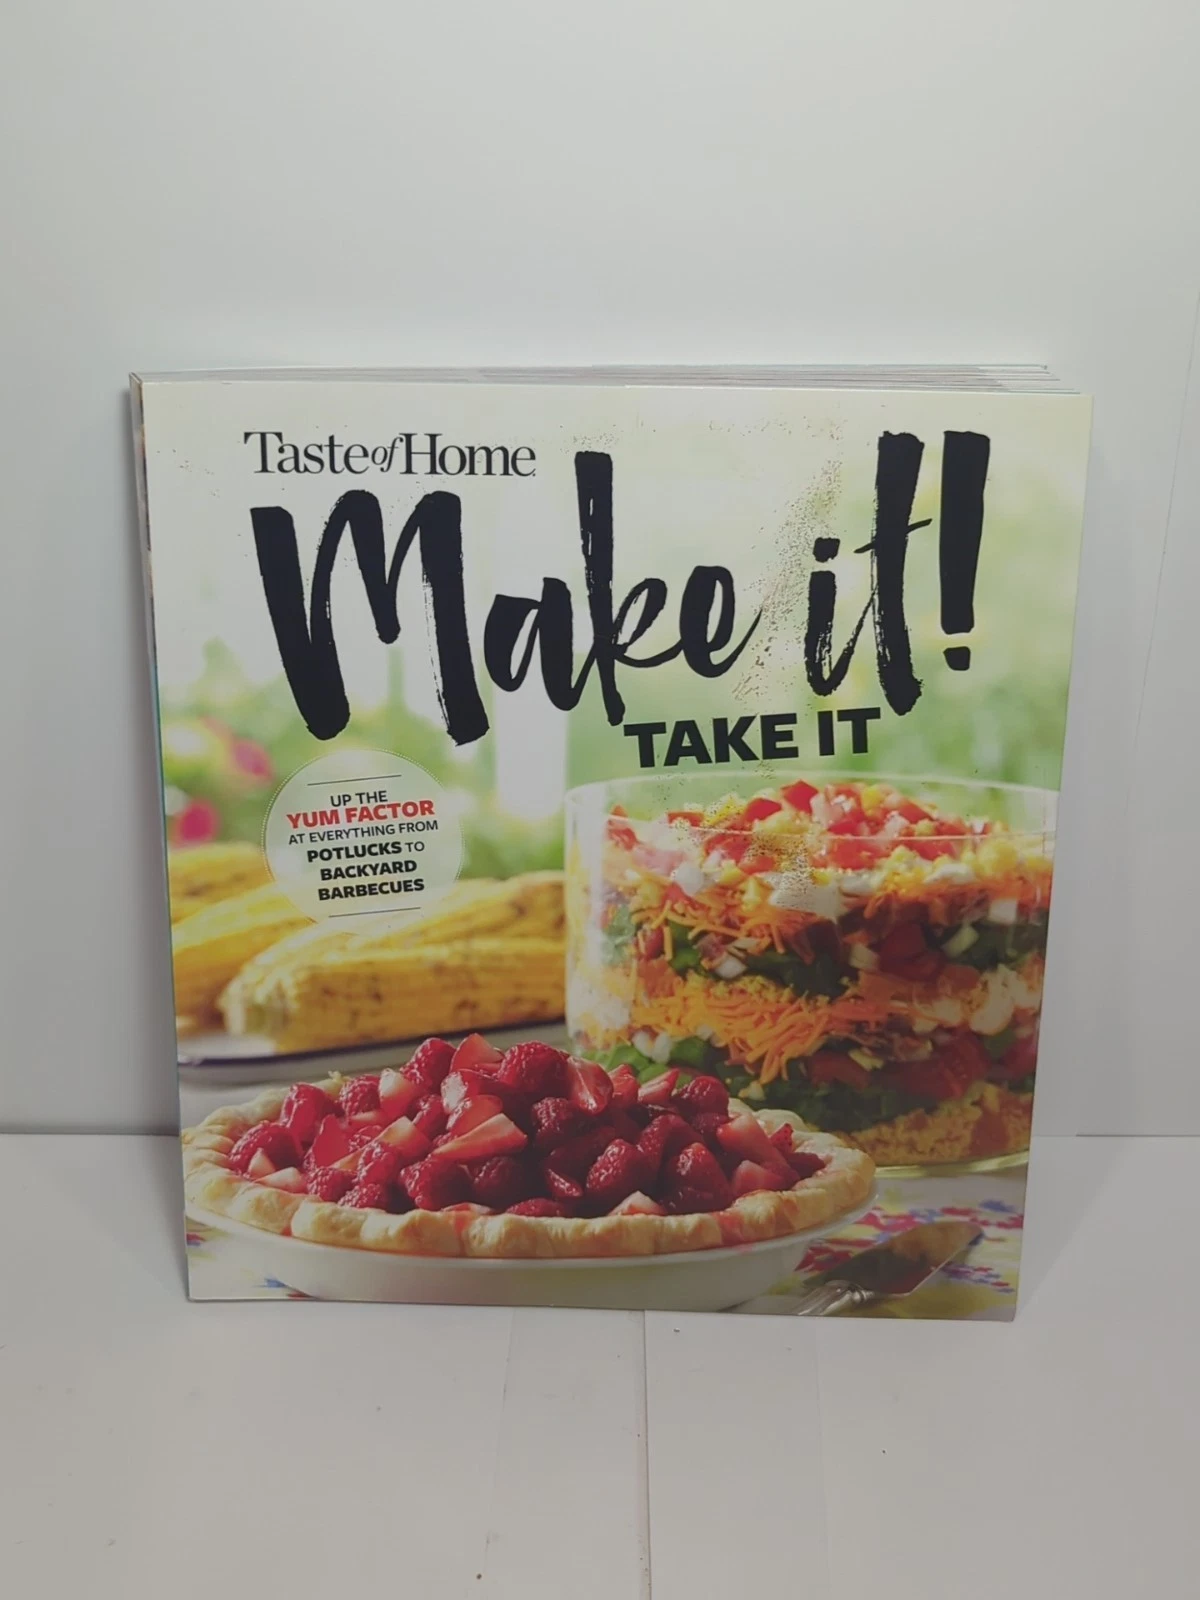 Taste of Home
Make it!
TAKE IT
UP THE
YUM FACTOR
AT EVERYTHING FROM
POTLUCKS TO
BACKYARD
BARBECUES